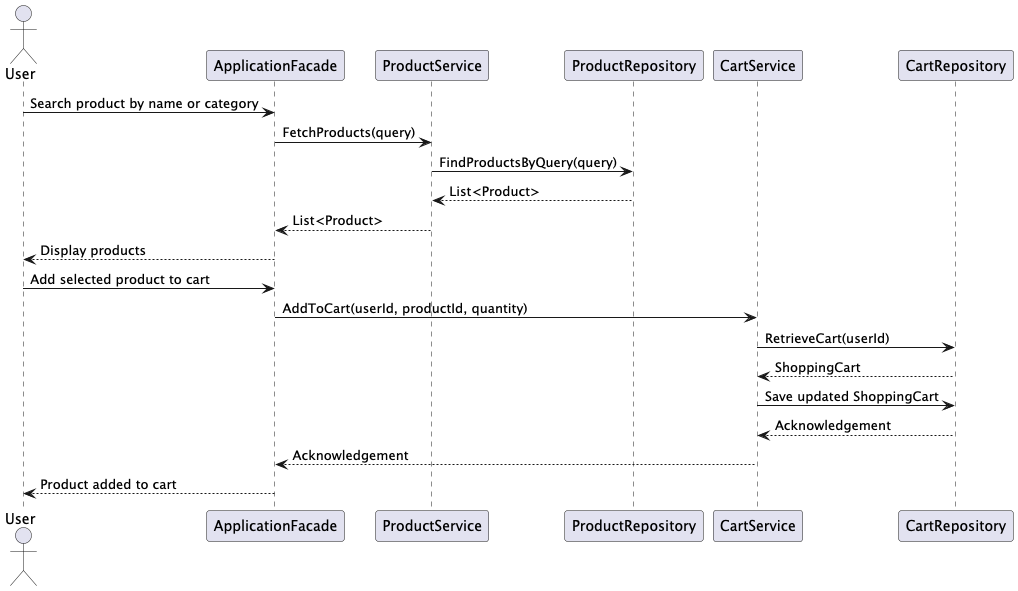 User
ApplicationFacade
ProductService
ProductRepository
CartService
CartRepository
Search product by name or category
FetchProducts(query)
FindProductsByQuery(query)
List<Product>
List<Product>
Display products
Add selected product to cart
AddToCart(userId, productId, quantity)
RetrieveCart(userId)
ShoppingCart
Save updated ShoppingCart
Acknowledgement
Acknowledgement
Product added to cart
User
ApplicationFacade
ProductService
ProductRepository
CartService
CartRepository